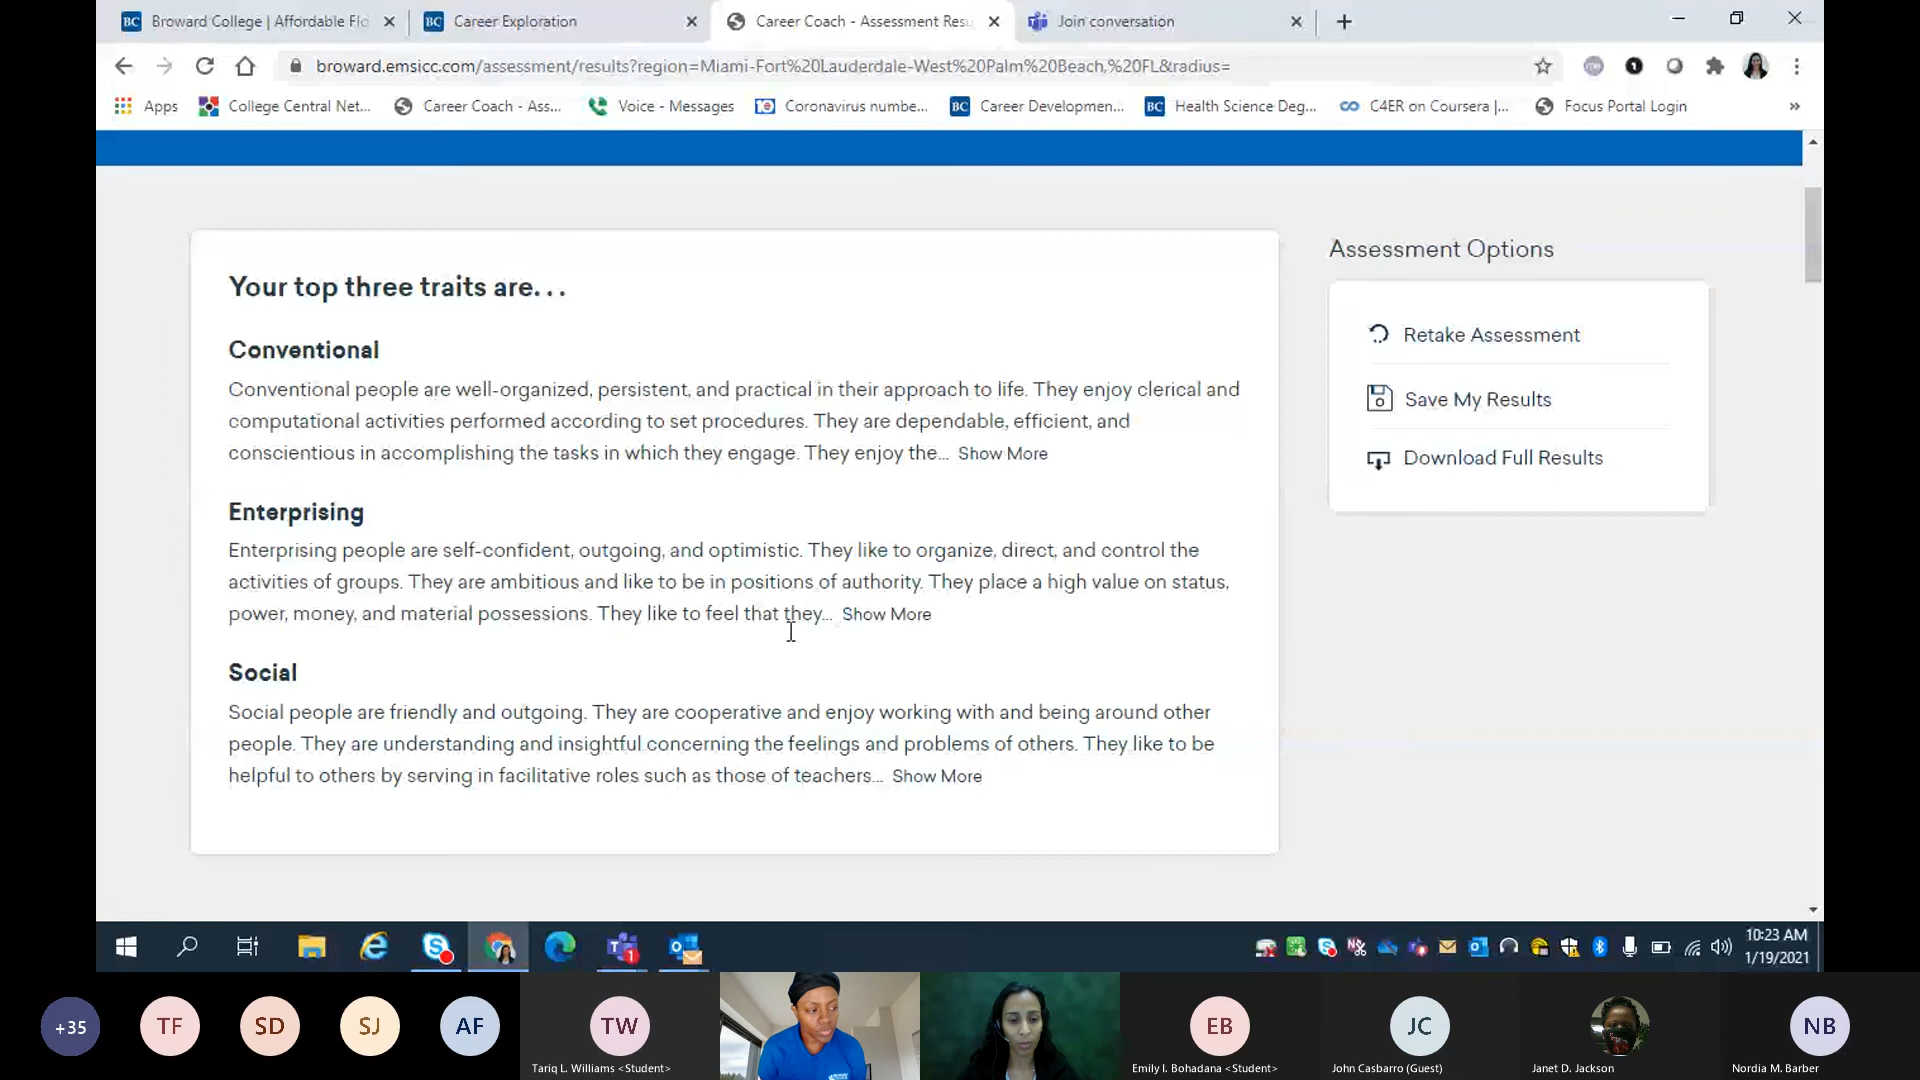 Broward College | Affordable Flo
Career Exploration
Career Coach - Assessment Resu
Join conversation
broward.emsicc.com/assessment/results?region=Miami-Fort%20Lauderdale-West%20Palm%20Beach,%20FL&radius=
Apps
College Central Net...
Career Coach - Ass...
Voice - Messages
Coronavirus numbe...
Career Developmen...
Health Science Deg...
C4ER on Coursera |...
Focus Portal Login
»
Your top three traits are...
Conventional
Conventional people are well-organized, persistent, and practical in their approach to life. They enjoy clerical and
computational activities performed according to set procedures. They are dependable, efficient, and
conscientious in accomplishing the tasks in which they engage. They enjoy the... Show More
Enterprising
Enterprising people are self-confident, outgoing, and optimistic. They like to organize, direct, and control the
activities of groups. They are ambitious and like to be in positions of authority. They place a high value on status,
power, money, and material possessions. They like to feel that they... Show More
Social
Social people are friendly and outgoing. They are cooperative and enjoy working with and being around other
people. They are understanding and insightful concerning the feelings and problems of others. They like to be
helpful to others by serving in facilitative roles such as those of teachers... Show More
Assessment Options
Retake Assessment
Save My Results
Download Full Results
10:23 AM
1/19/2021
+35
TF
SD
SJ
AF
TW
Tariq L. Williams <Student>
EB
Emily I. Bohadana <Student>
JC
John Casbarro (Guest)
Janet D. Jackson
NB
Nordia M. Barber